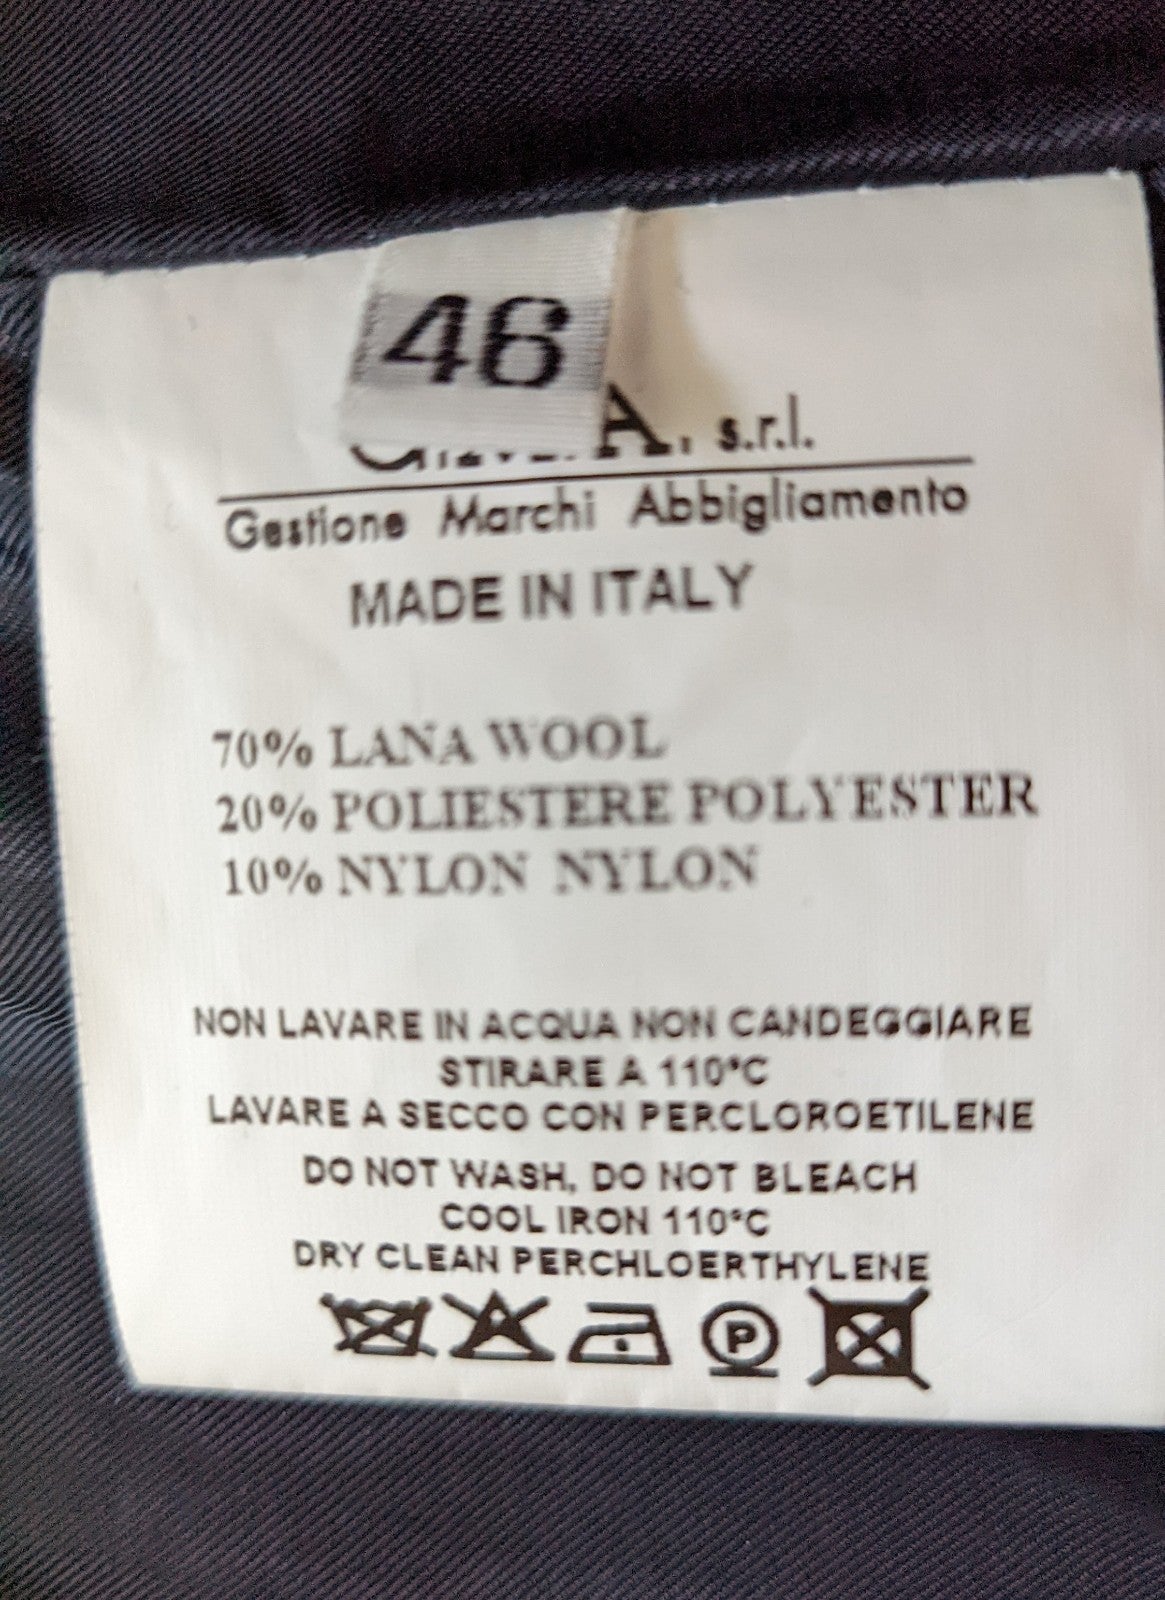 46
A. s.r.l.
Gestione Marchi Abbigliamento
MADE IN ITALY
70% LANA WOOL
20% POLIESTERE POLYESTER
10% NYLON NYLON
NON LAVARE IN ACQUA NON CANDEGGIARE
STIRARE A 110°C
LAVARE A SECCO CON PERCLOROETILENE
DO NOT WASH, DO NOT BLEACH
COOL IRON 110°C
DRY CLEAN PERCHLOERTHYLENE
P